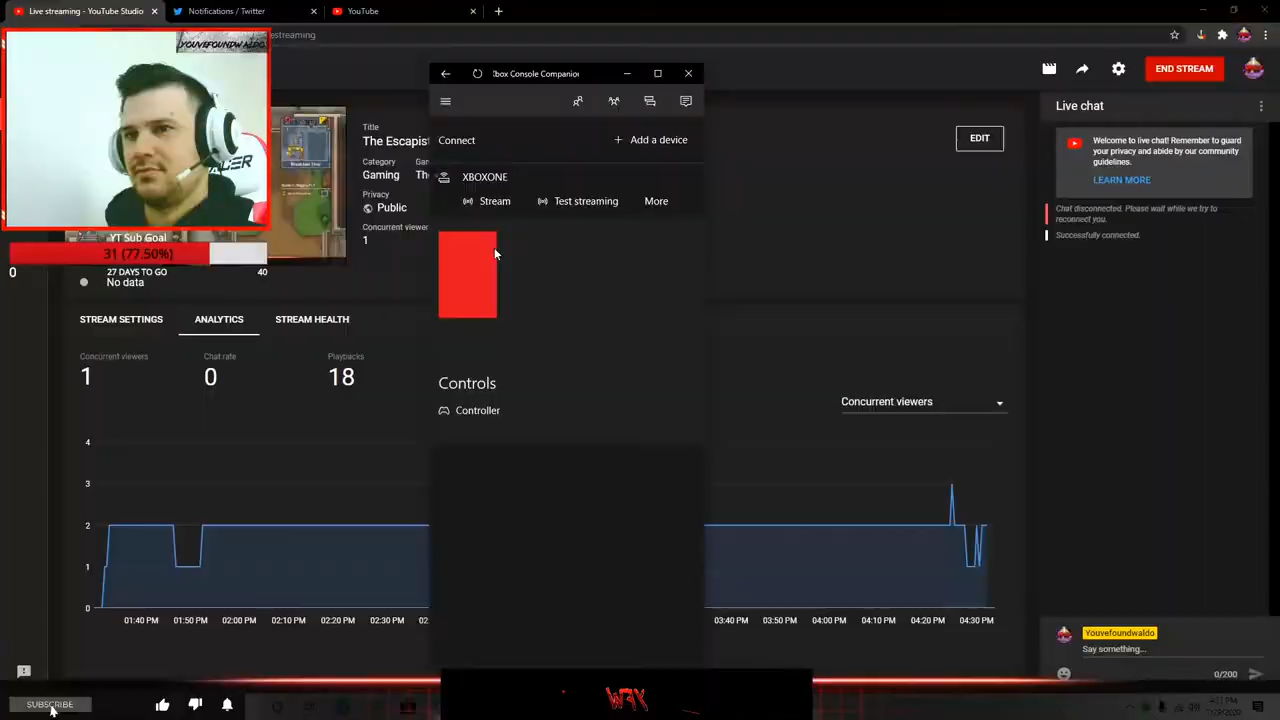 Live streaming - YouTube Studio
Notifications / Twitter
YouTube
estreaming
YOUVEFOUNDWALDO
END STREAM
Xbox Console Companion
Connect
Add a device
XBOXONE
Stream
Test streaming
More
Controls
Controller
Title
The Escapist
Category
Gaming
Privacy
Public
Concurrent viewer
1
EDIT
Live chat
Welcome to live chat! Remember to guard
your privacy and abide by our community
guidelines.
LEARN MORE
Chat disconnected. Please wait while we try to
reconnect you.
Successfully connected.
YT Sub Goal
31 (77.50%)
0
27 DAYS TO GO
40
No data
STREAM SETTINGS
ANALYTICS
STREAM HEALTH
Concurrent viewers
Chat rate
Playbacks
1
0
18
Concurrent viewers
4
3
2
1
0
01:40 PM
01:50 PM
02:00 PM
02:10 PM
02:20 PM
02:30 PM
03:40 PM
03:50 PM
04:00 PM
04:10 PM
04:20 PM
04:30 PM
Youvefoundwaldo
Say something...
0/200
SUBSCRIBE